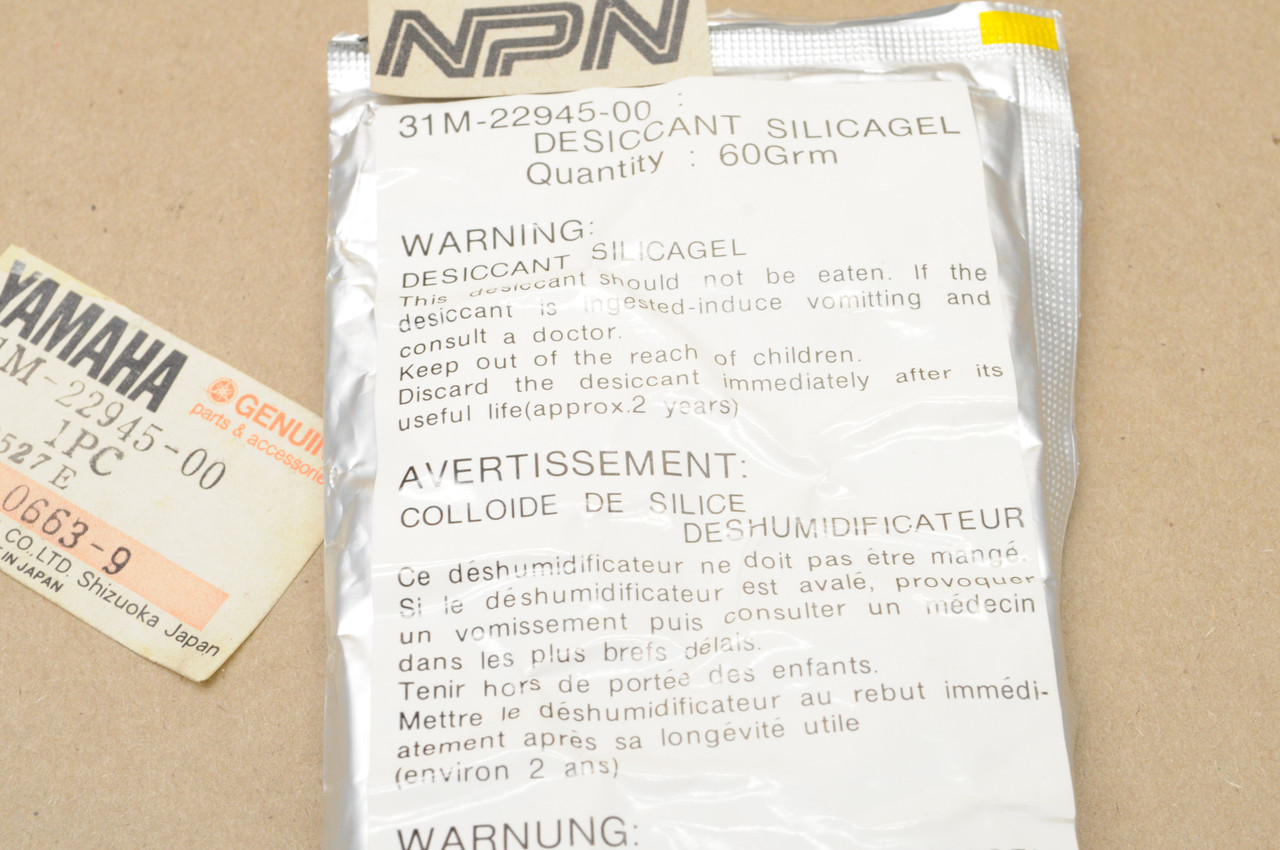 NPN
31M-22945-00 :
DESICCANT SILICAGEL
Quantity : 60Grm
WARNING:
DESICCANT SILICAGEL
This desiccant should not be eaten. If the
desiccant is ingested-induce vomitting and
consult a doctor.
Keep out of the reach of children.
Discard the desiccant immediately after its
useful life(approx.2 years)
AVERTISSEMENT:
COLLOIDE DE SILICE
DESHUMIDIFICATEUR
Ce déshumidificateur ne doit pas être mangé.
Si le déshumidificateur est avalé, provoquer
un vomissement puis consulter un médecin
dans les plus brefs délais.
Tenir hors de portée des enfants.
Mettre le déshumidificateur au rebut immédi-
atement après sa longévité utile
(environ 2 ans)
WARNUNG:
YAMAHA
1M-22945-00
GENUI
parts & accessorie
1PC
527E
0663-9
CO.,LTD. Shizuoka Japan
IN JAPAN